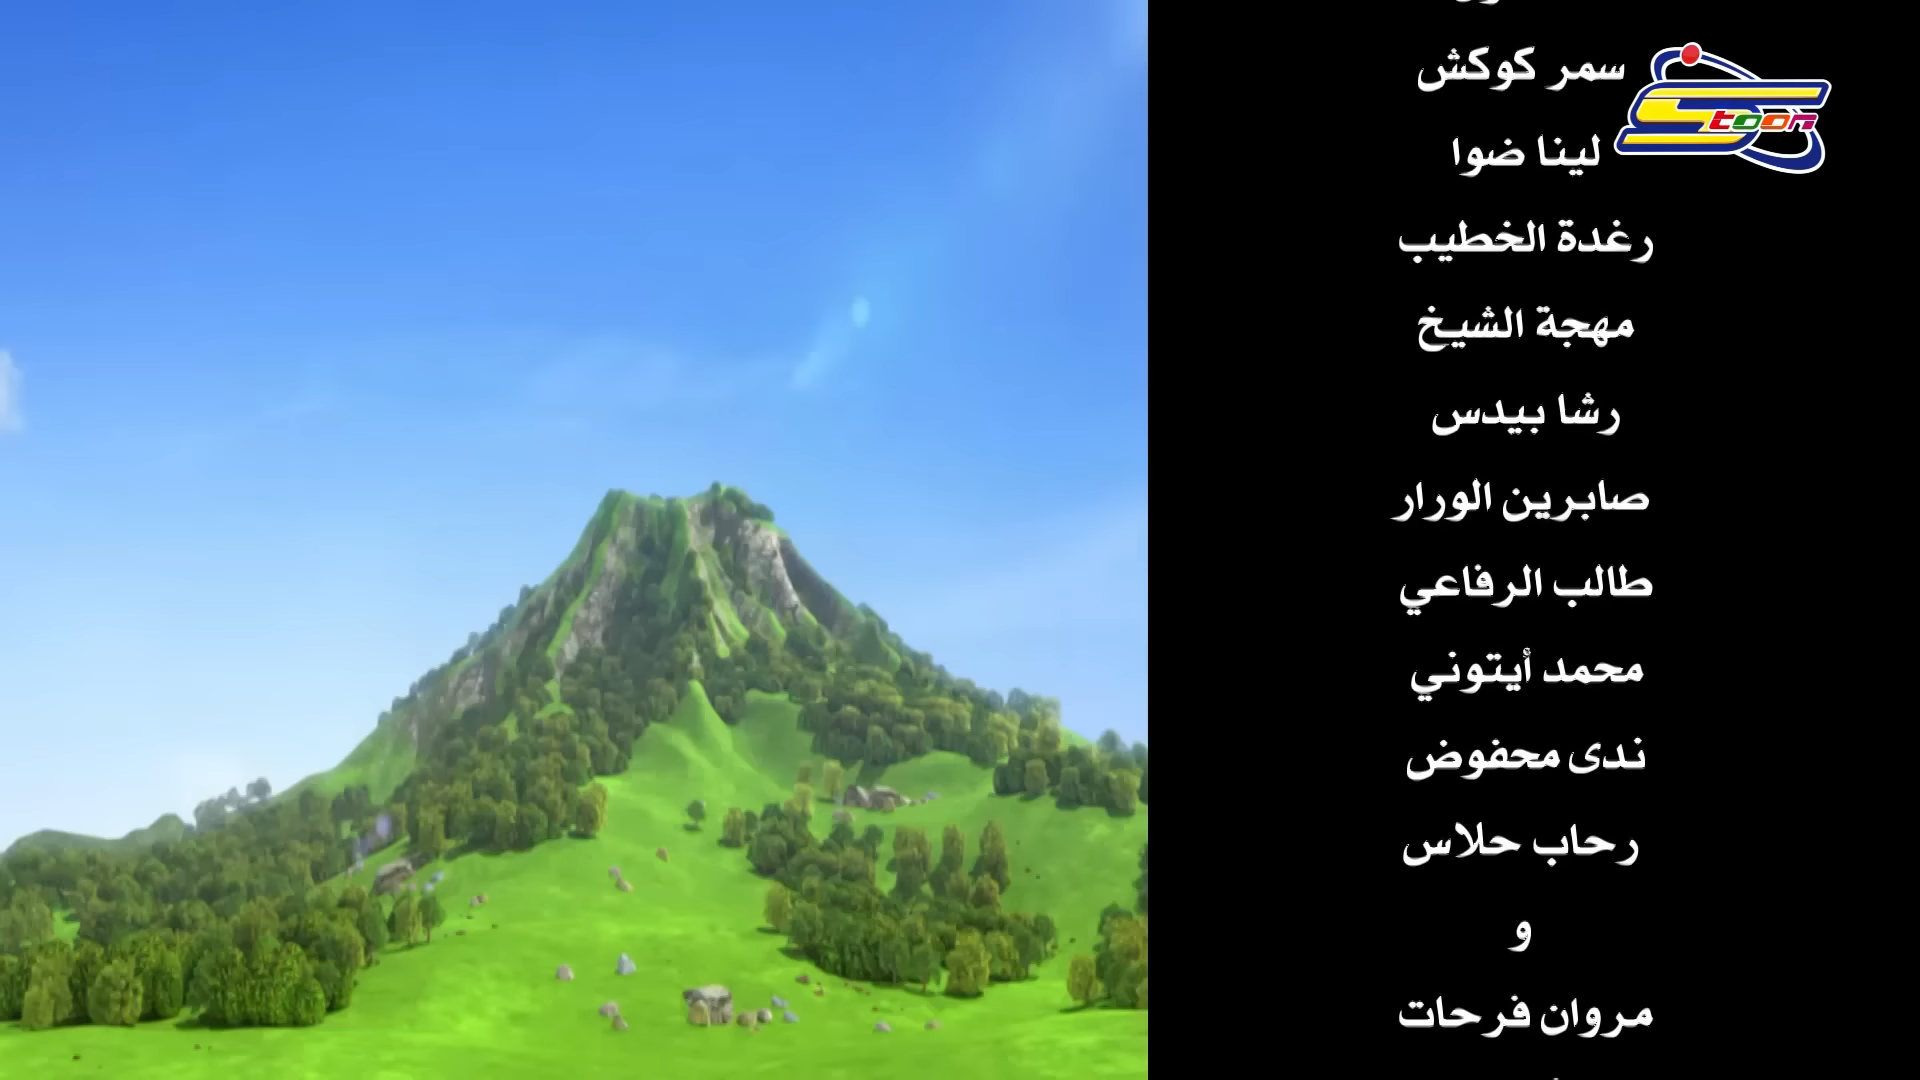 سمر كوكش
لينا ضوا
رغدة الخطيب
مهجة الشيخ
رشا بيدس
صابرين الورار
طالب الرفاعي
محمد أيتوني
ندى محفوض
رحاب حلاس
و
مروان فرحات
S toon